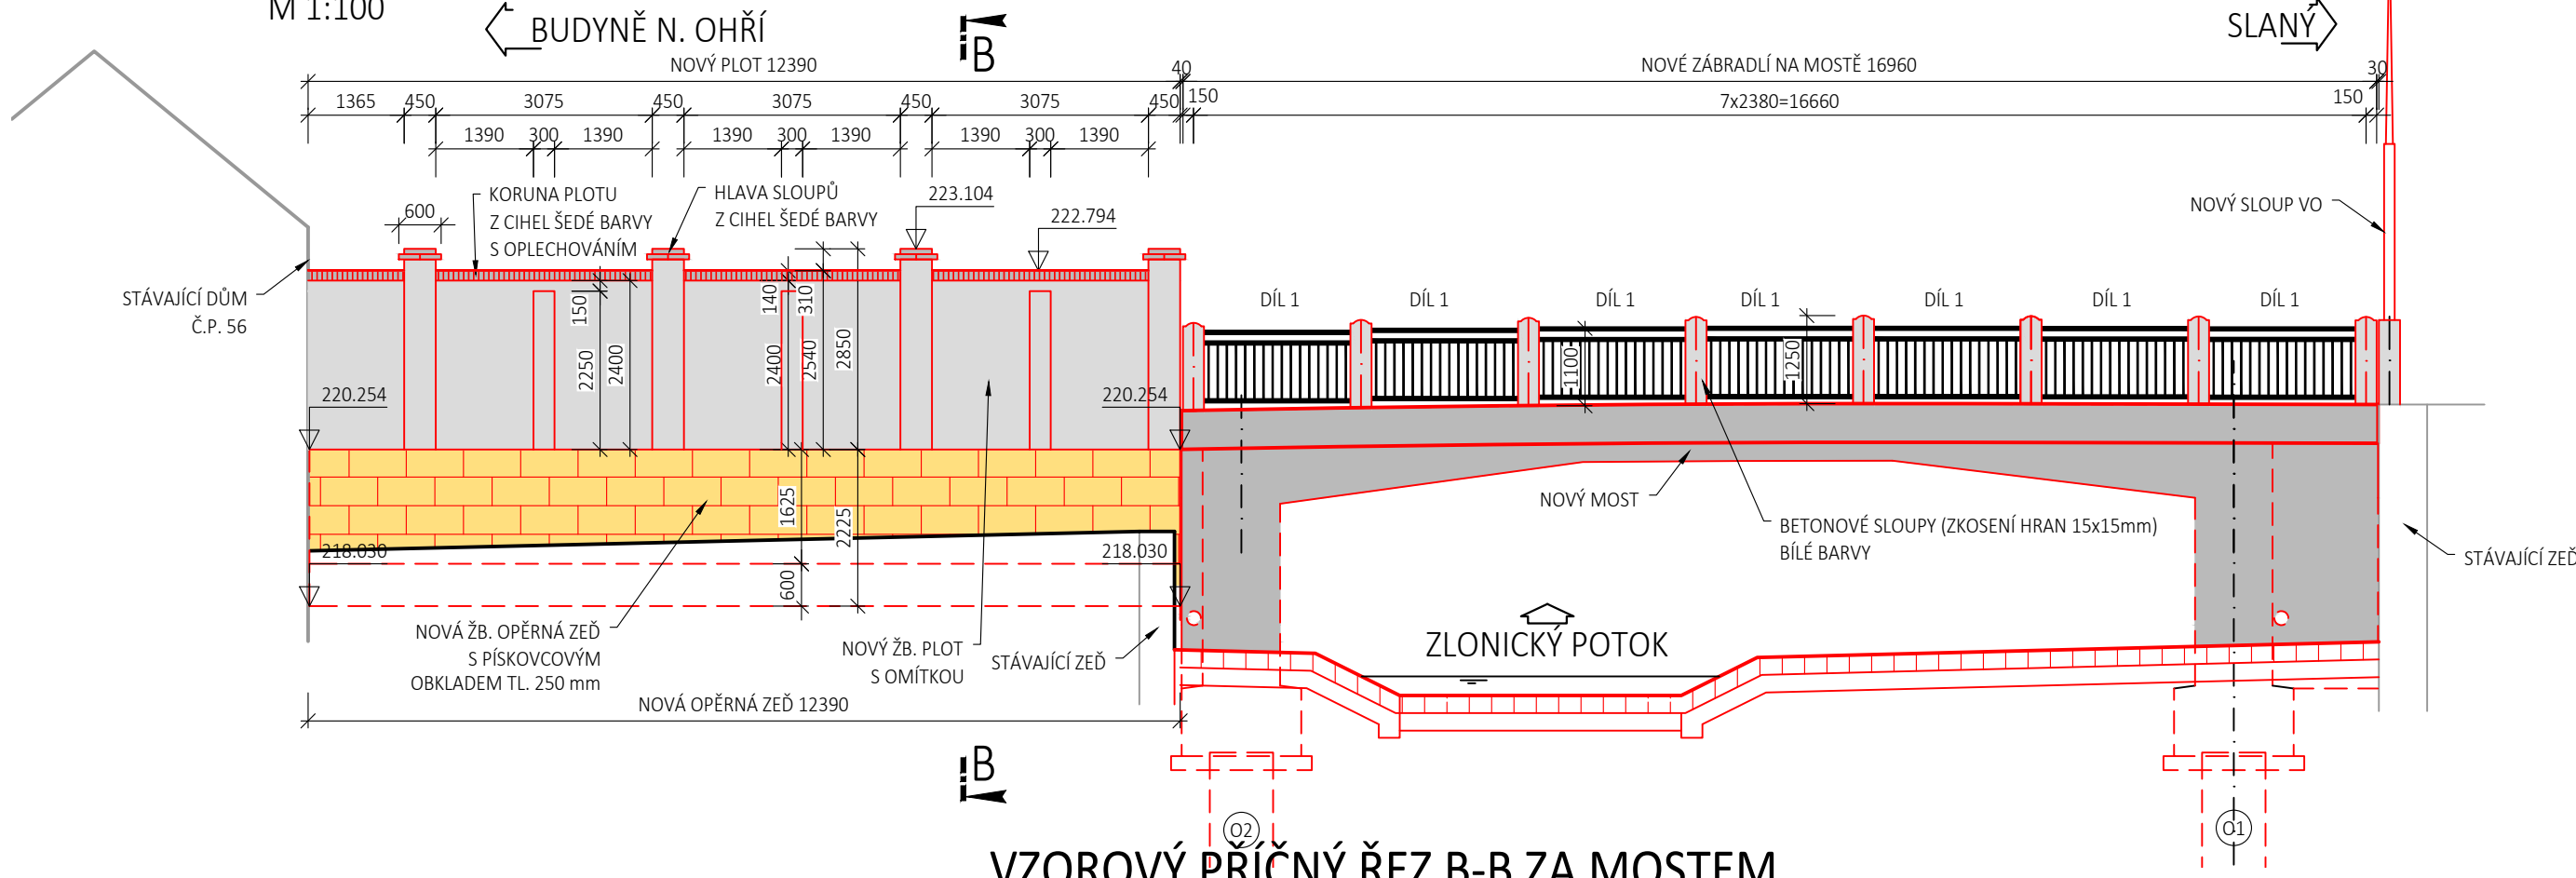 M 1:100
BUDYNĚ N. OHŘÍ
B
SLANÝ
NOVÝ PLOT 12390
40
NOVÉ ZÁBRADLÍ NA MOSTĚ 16960
30
1365
450
3075
450
3075
450
3075
450
150
7x2380=16660
150
1390
300
1390
1390
300
1390
1390
300
1390
KORUNA PLOTU
Z CIHEL ŠEDÉ BARVY
S OPLECHOVÁNÍM
HLAVA SLOUPŮ
Z CIHEL ŠEDÉ BARVY
223.104
222.794
600
NOVÝ SLOUP VO
STÁVAJÍCÍ DŮM
Č.P. 56
150
2250
2400
140
310
2400
2540
2850
DÍL 1
DÍL 1
DÍL 1
DÍL 1
DÍL 1
DÍL 1
DÍL 1
1100
1250
220.254
220.254
1625
2225
600
218.030
218.030
NOVÝ MOST
BETONOVÉ SLOUPY (ZKOSENÍ HRAN 15x15mm)
BÍLÉ BARVY
STÁVAJÍCÍ ZEĎ
NOVÁ ŽB. OPĚRNÁ ZEĎ
S PÍSKOVCOVÝM
OBKLADEM TL. 250 mm
NOVÝ ŽB. PLOT
S OMÍTKOU
STÁVAJÍCÍ ZEĎ
ZLONICKÝ POTOK
NOVÁ OPĚRNÁ ZEĎ 12390
B
O2
O1
VZOROVÝ PŘÍČNÝ ŘEZ B-B ZA MOSTEM